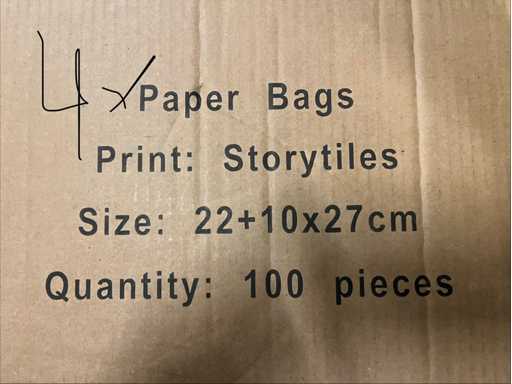 4x Paper Bags
Print: Storytiles
Size: 22+10x27cm
Quantity: 100 pieces